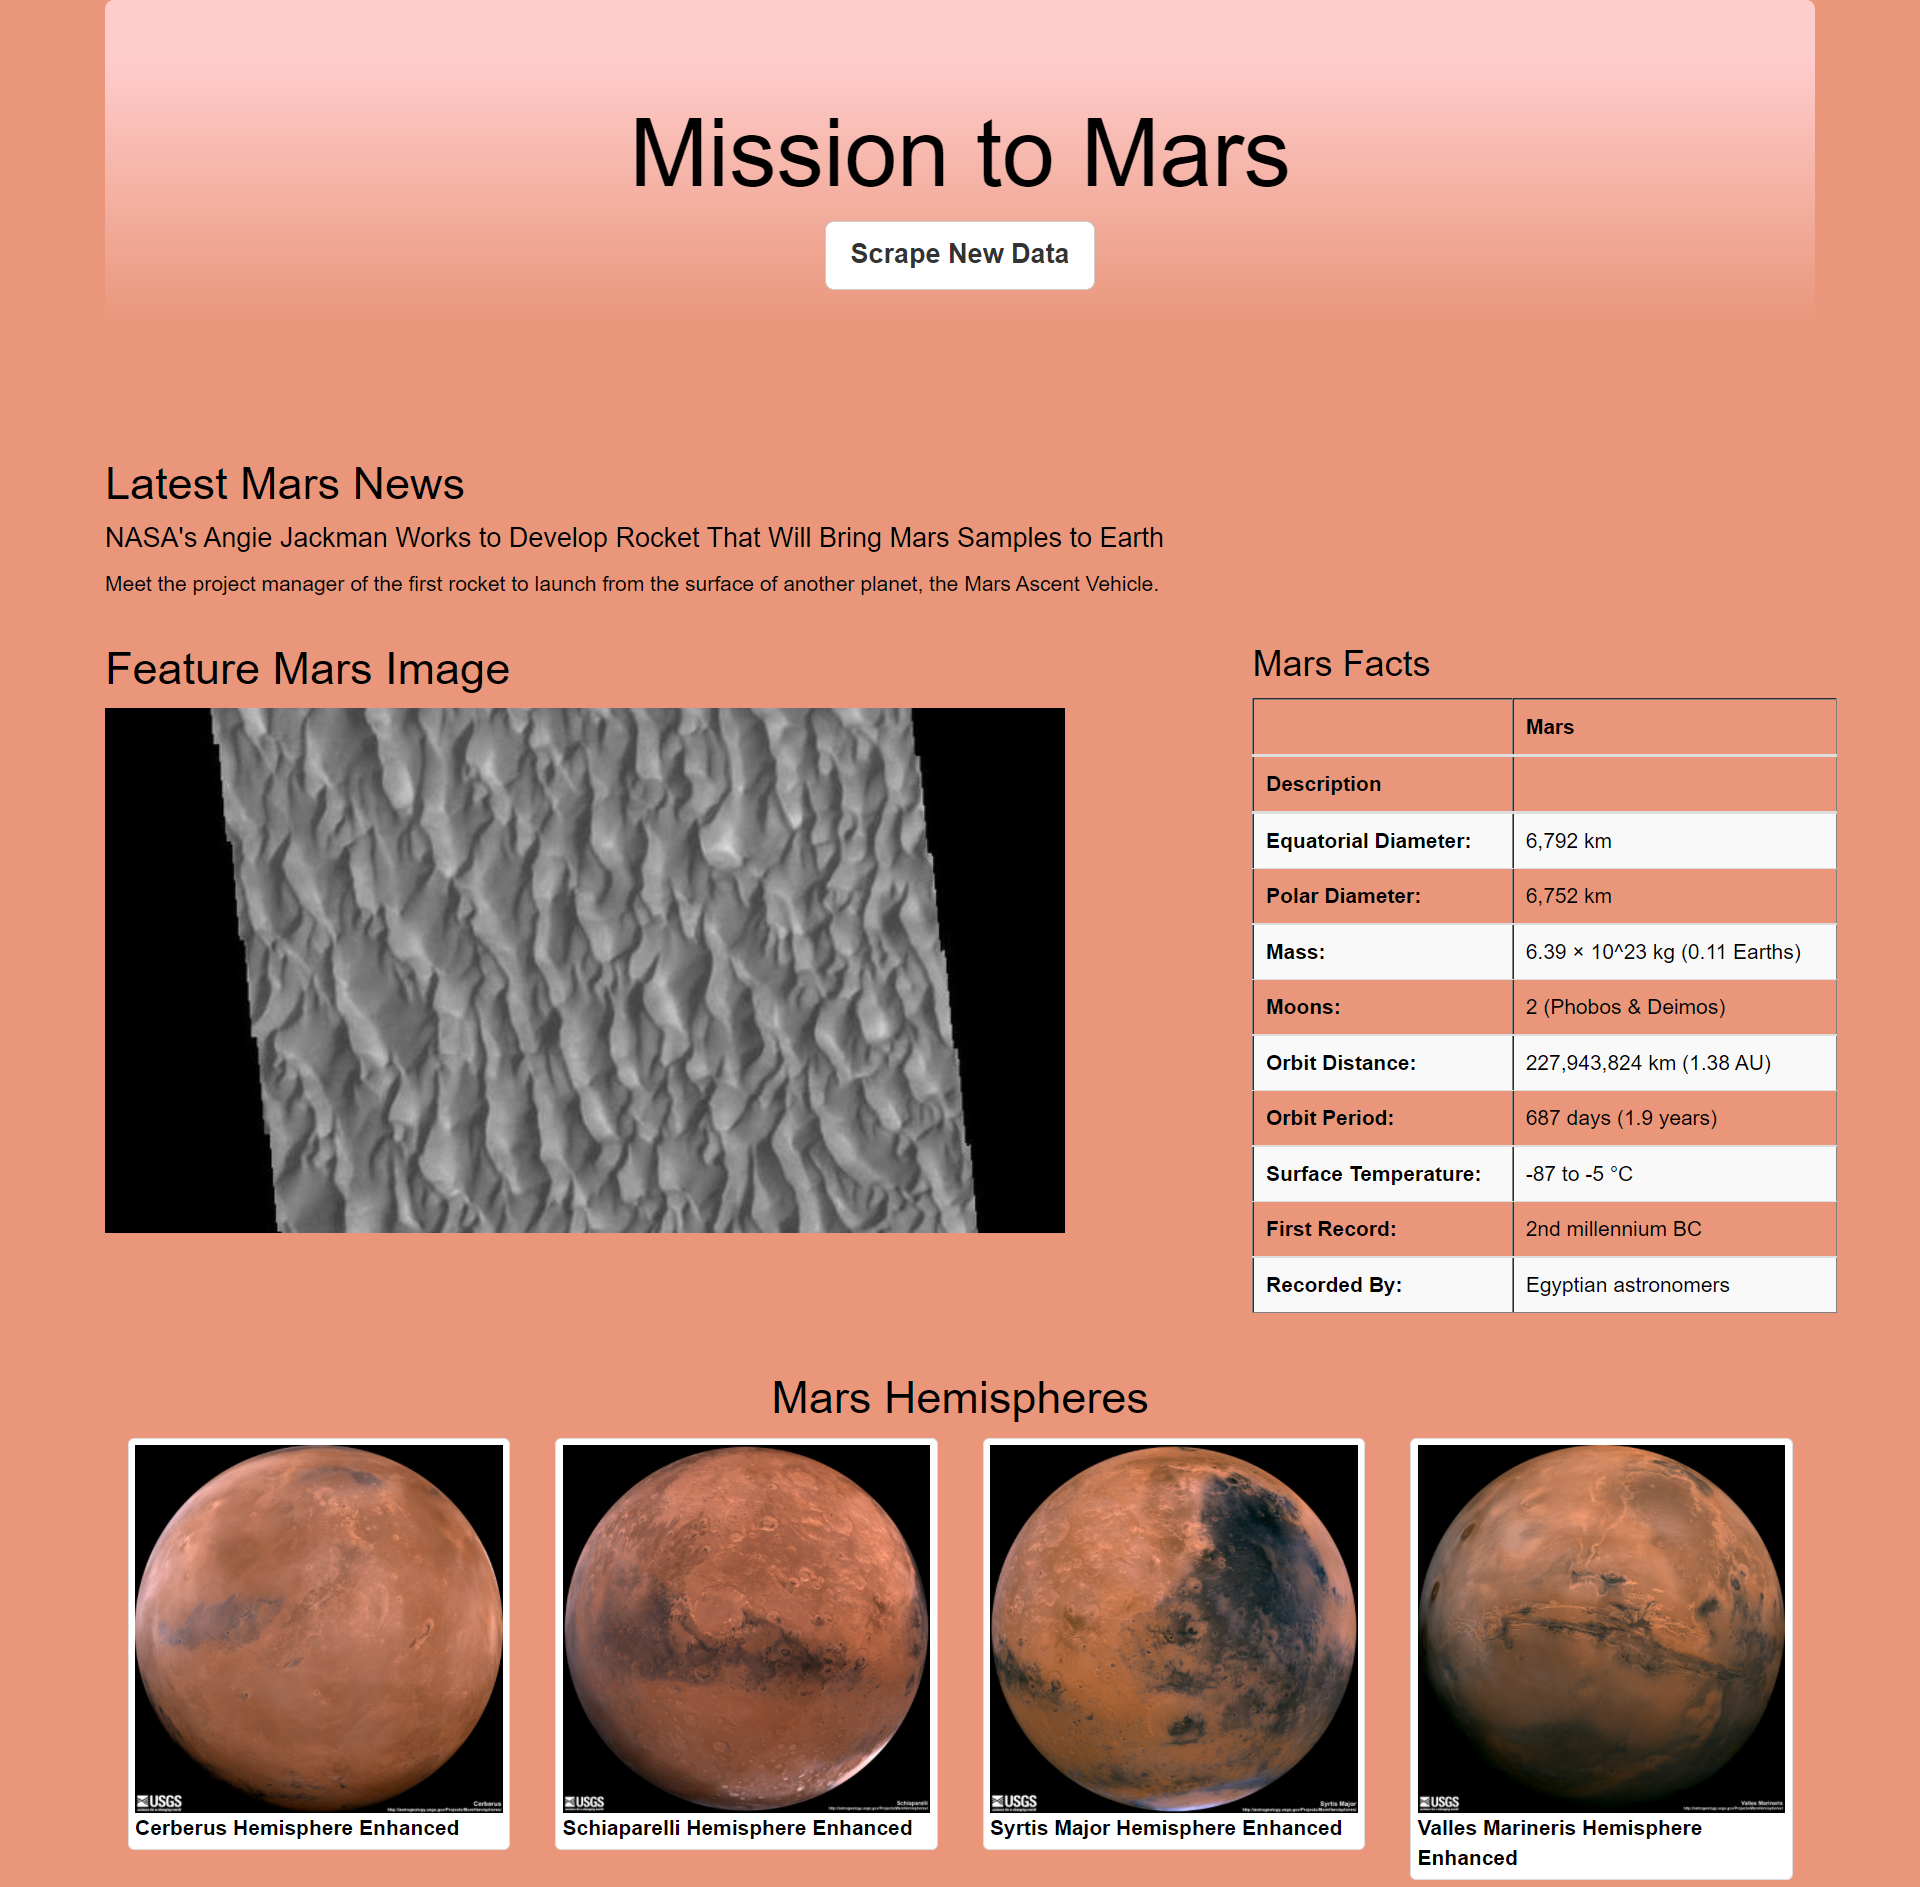 Mission to Mars
Scrape New Data
Latest Mars News
NASA's Angie Jackman Works to Develop Rocket That Will Bring Mars Samples to Earth
Meet the project manager of the first rocket to launch from the surface of another planet, the Mars Ascent Vehicle.
Feature Mars Image
Mars Facts
Mars
Description
Equatorial Diameter: 6,792 km
Polar Diameter: 6,752 km
Mass: 6.39 × 10^23 kg (0.11 Earths)
Moons: 2 (Phobos & Deimos)
Orbit Distance: 227,943,824 km (1.38 AU)
Orbit Period: 687 days (1.9 years)
Surface Temperature: -87 to -5 °C
First Record: 2nd millennium BC
Recorded By: Egyptian astronomers
Mars Hemispheres
USGS
Cerberus
Cerberus Hemisphere Enhanced
USGS
Schiaparelli
Schiaparelli Hemisphere Enhanced
USGS
Syrtis Major
Syrtis Major Hemisphere Enhanced
USGS
Valles Marineris
Valles Marineris Hemisphere
Enhanced